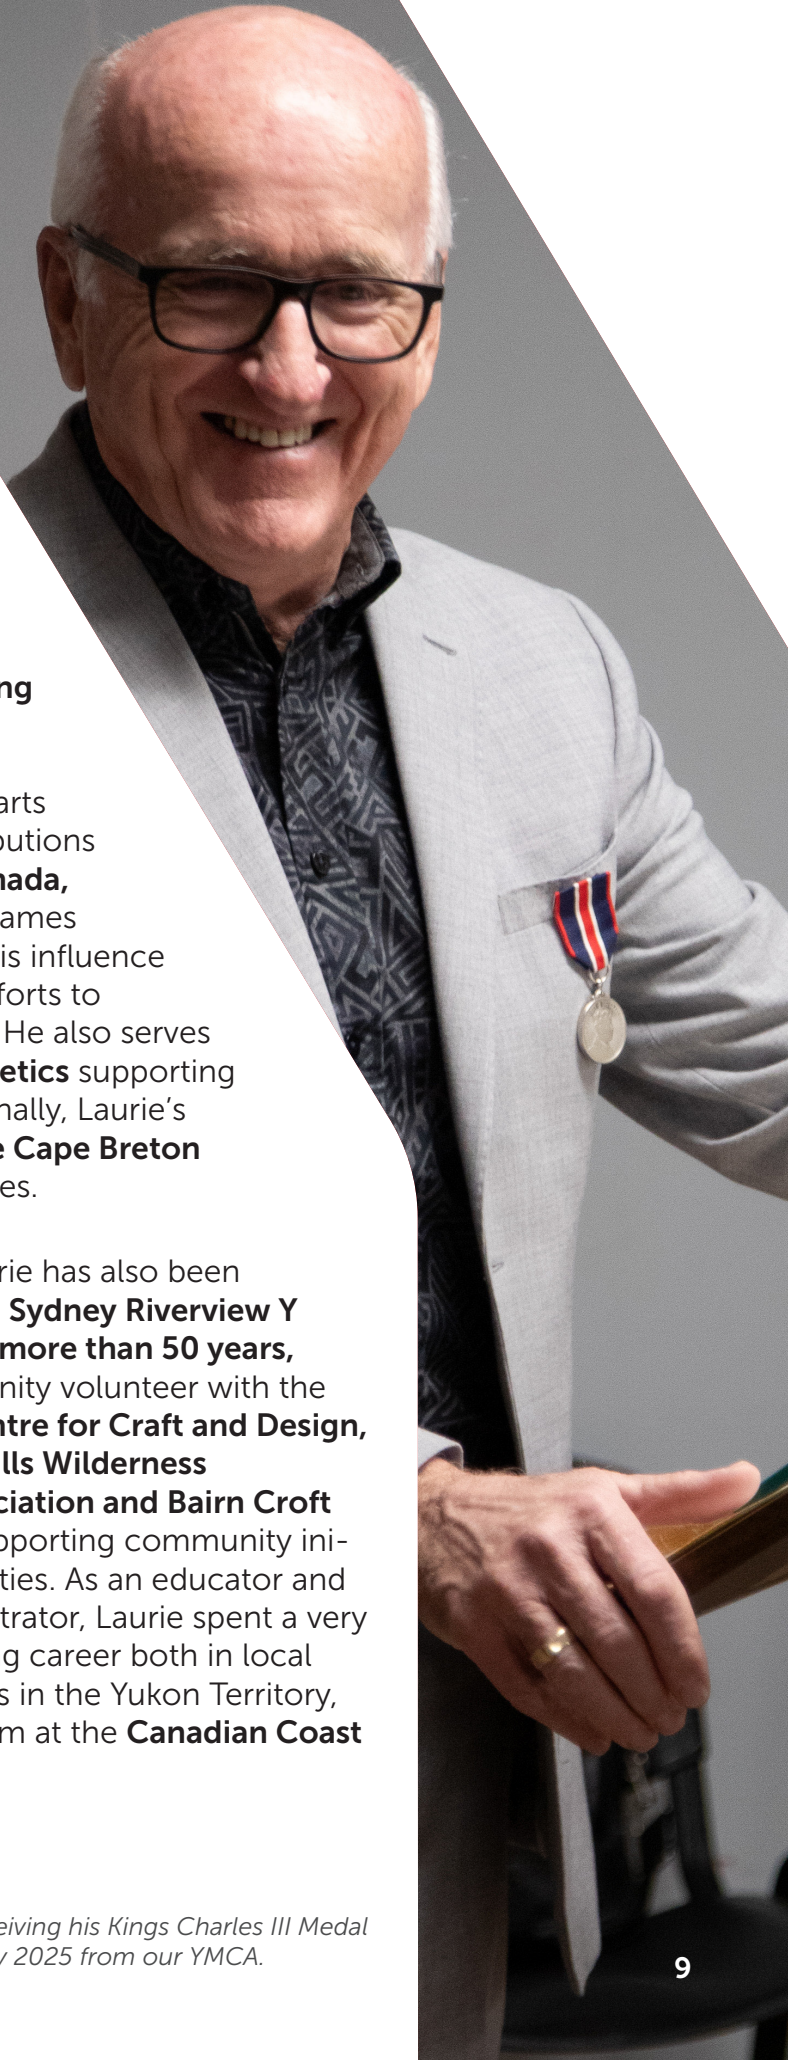 ng
arts
butions
nada,
ames
is influence
forts to
He also serves
etics supporting
nally, Laurie’s
e Cape Breton
es.
rie has also been
Sydney Riverview Y
more than 50 years,
nity volunteer with the
ntre for Craft and Design,
lls Wilderness
ciation and Bairn Croft
pporting community ini-
ties. As an educator and
trator, Laurie spent a very
g career both in local
s in the Yukon Territory,
m at the Canadian Coast
eiving his Kings Charles III Medal
y 2025 from our YMCA.
9